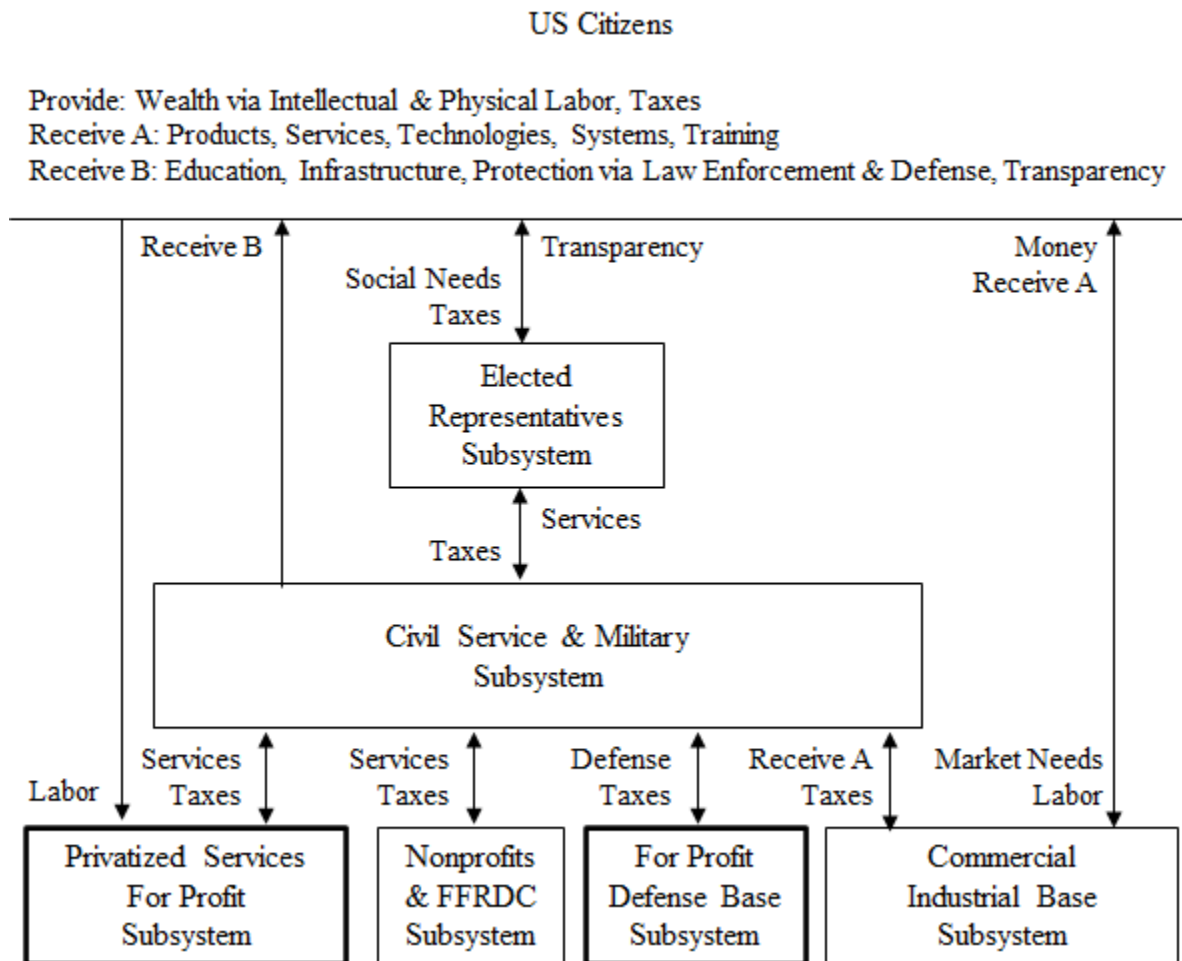 US Citizens
Provide: Wealth via Intellectual & Physical Labor, Taxes
Receive A: Products, Services, Technologies, Systems, Training
Receive B: Education, Infrastructure, Protection via Law Enforcement & Defense, Transparency
Receive B
Transparency
Social Needs
Taxes
Money
Receive A
Elected
Representatives
Subsystem
Services
Taxes
Civil Service & Military
Subsystem
Labor
Services
Taxes
Services
Taxes
Defense
Taxes
Receive A
Taxes
Market Needs
Labor
Privatized Services
For Profit
Subsystem
Nonprofits
& FFRDC
Subsystem
For Profit
Defense Base
Subsystem
Commercial
Industrial Base
Subsystem